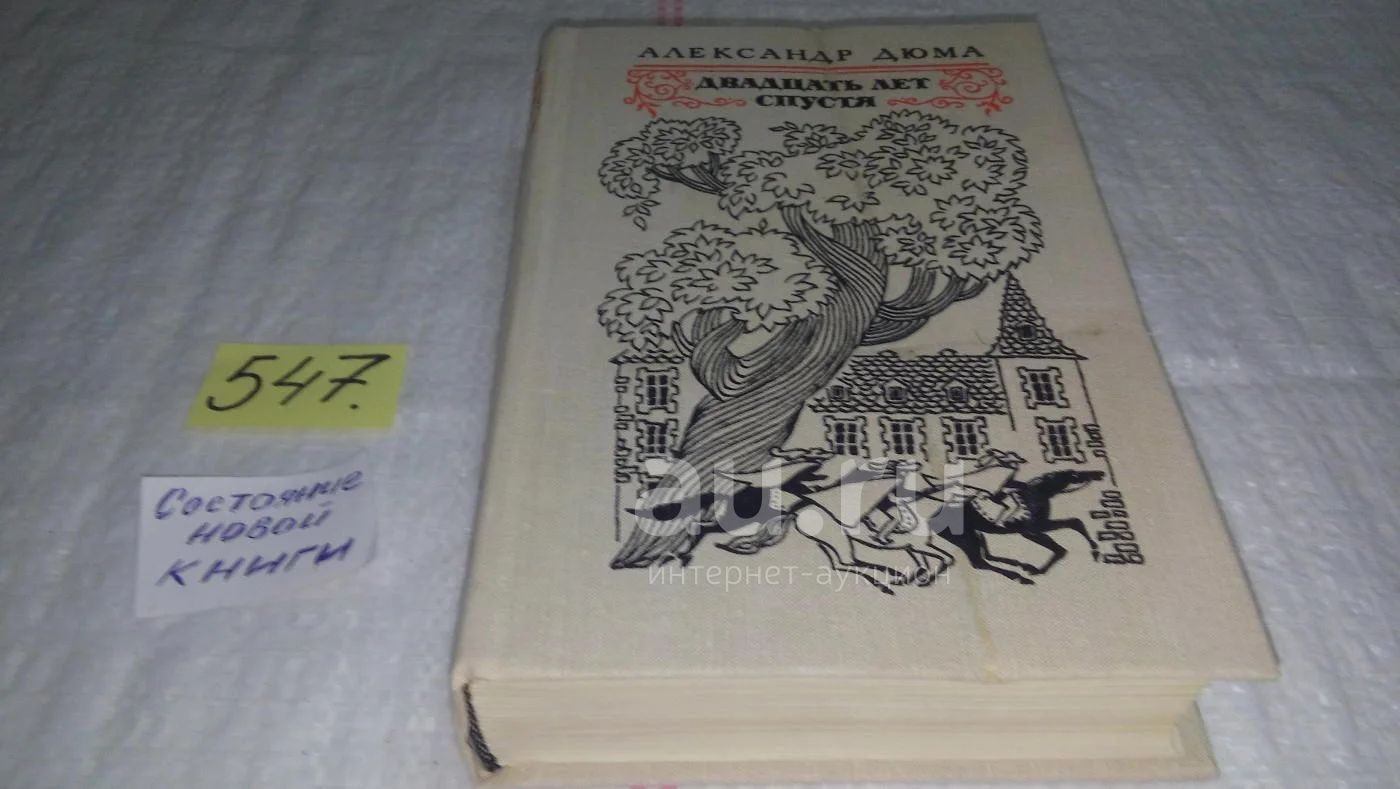 АЛЕКСАНДР ДЮМА
ДВАДЦАТЬ ЛЕТ
СПУСТЯ
547.
Состояние
новой
книги
au.ru
интернет-аукцион